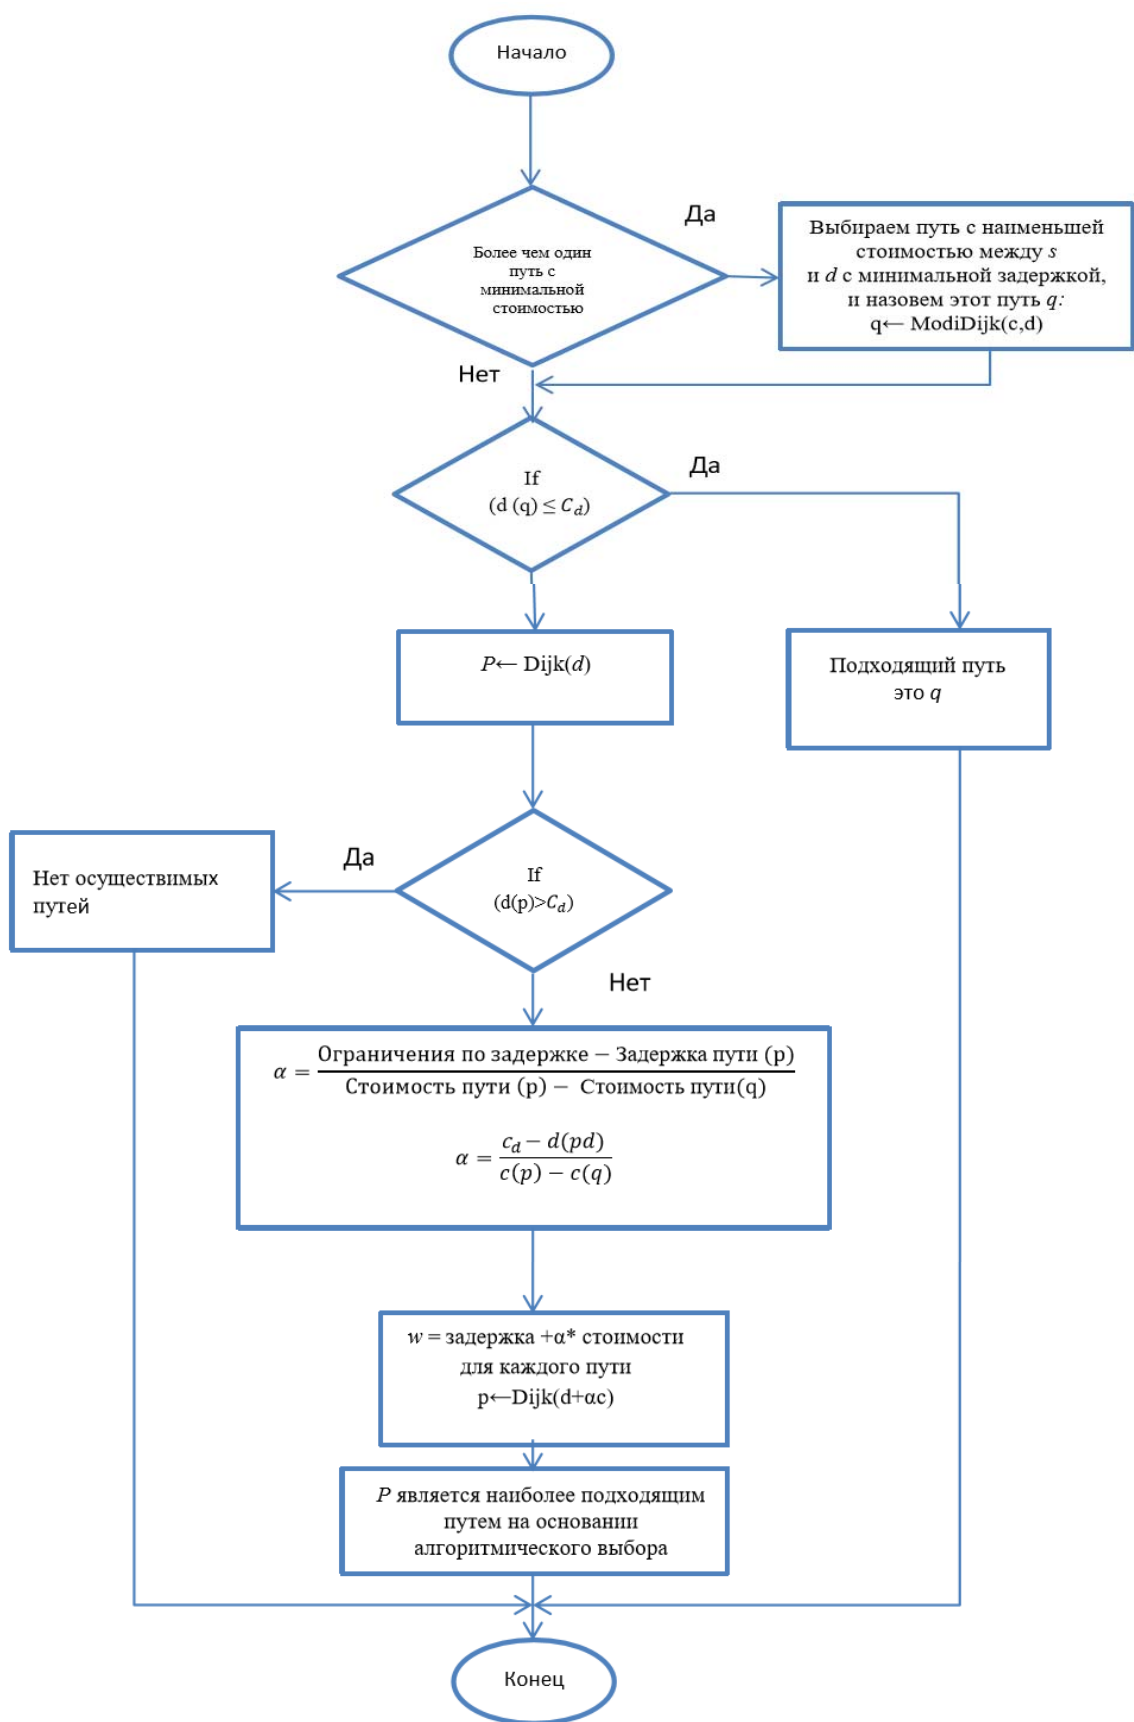 Начало
Более чем один
путь с
минимальной
стоимостью
Да
Выбираем путь с наименьшей
стоимостью между s
и d с минимальной задержкой,
и назовем этот путь q:
q← ModiDijk(c,d)
Нет
If
(d (q) ≤ C_d)
Да
P← Dijk(d)
Подходящий путь
это q
If
(d(p)>C_d)
Да
Нет осуществимых
путей
Нет
α = (Ограничения по задержке − Задержка пути (p)) / (Стоимость пути (p) − Стоимость пути(q))
α = (c_d − d(pd)) / (c(p) − c(q))
w = задержка +α* стоимости
для каждого пути
p←Dijk(d+αc)
P является наиболее подходящим
путем на основании
алгоритмического выбора
Конец